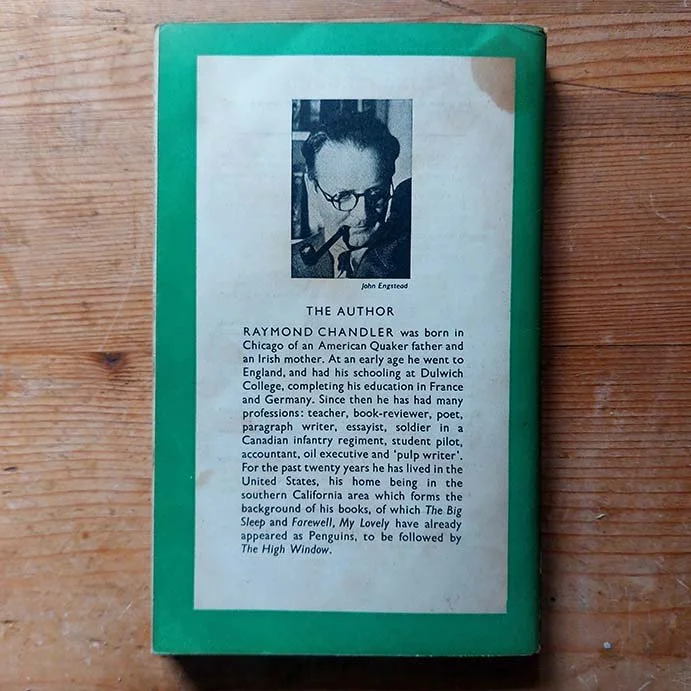 John Engstead
THE AUTHOR
RAYMOND CHANDLER was born in
Chicago of an American Quaker father and
an Irish mother. At an early age he went to
England, and had his schooling at Dulwich
College, completing his education in France
and Germany. Since then he has had many
professions: teacher, book-reviewer, poet,
paragraph writer, essayist, soldier in a
Canadian infantry regiment, student pilot,
accountant, oil executive and 'pulp writer'.
For the past twenty years he has lived in the
United States, his home being in the
southern California area which forms the
background of his books, of which The Big
Sleep and Farewell, My Lovely have already
appeared as Penguins, to be followed by
The High Window.